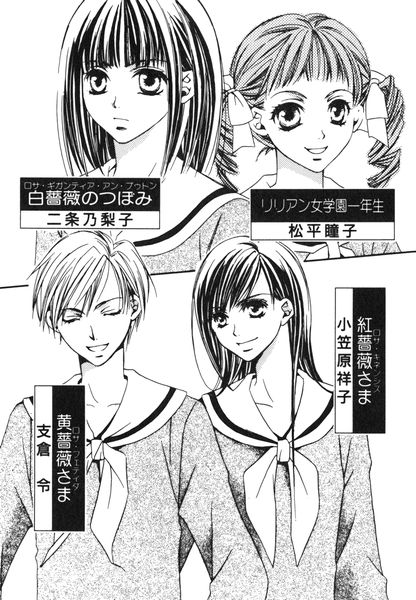 ロサ・ギガンティア・アン・ブゥトン
白薔薇のつぼみ
二条乃梨子
リリアン女学園一年生
松平瞳子
ロサ・キネンシス
紅薔薇さま
小笠原祥子
ロサ・フェティダ
黄薔薇さま
支倉 令